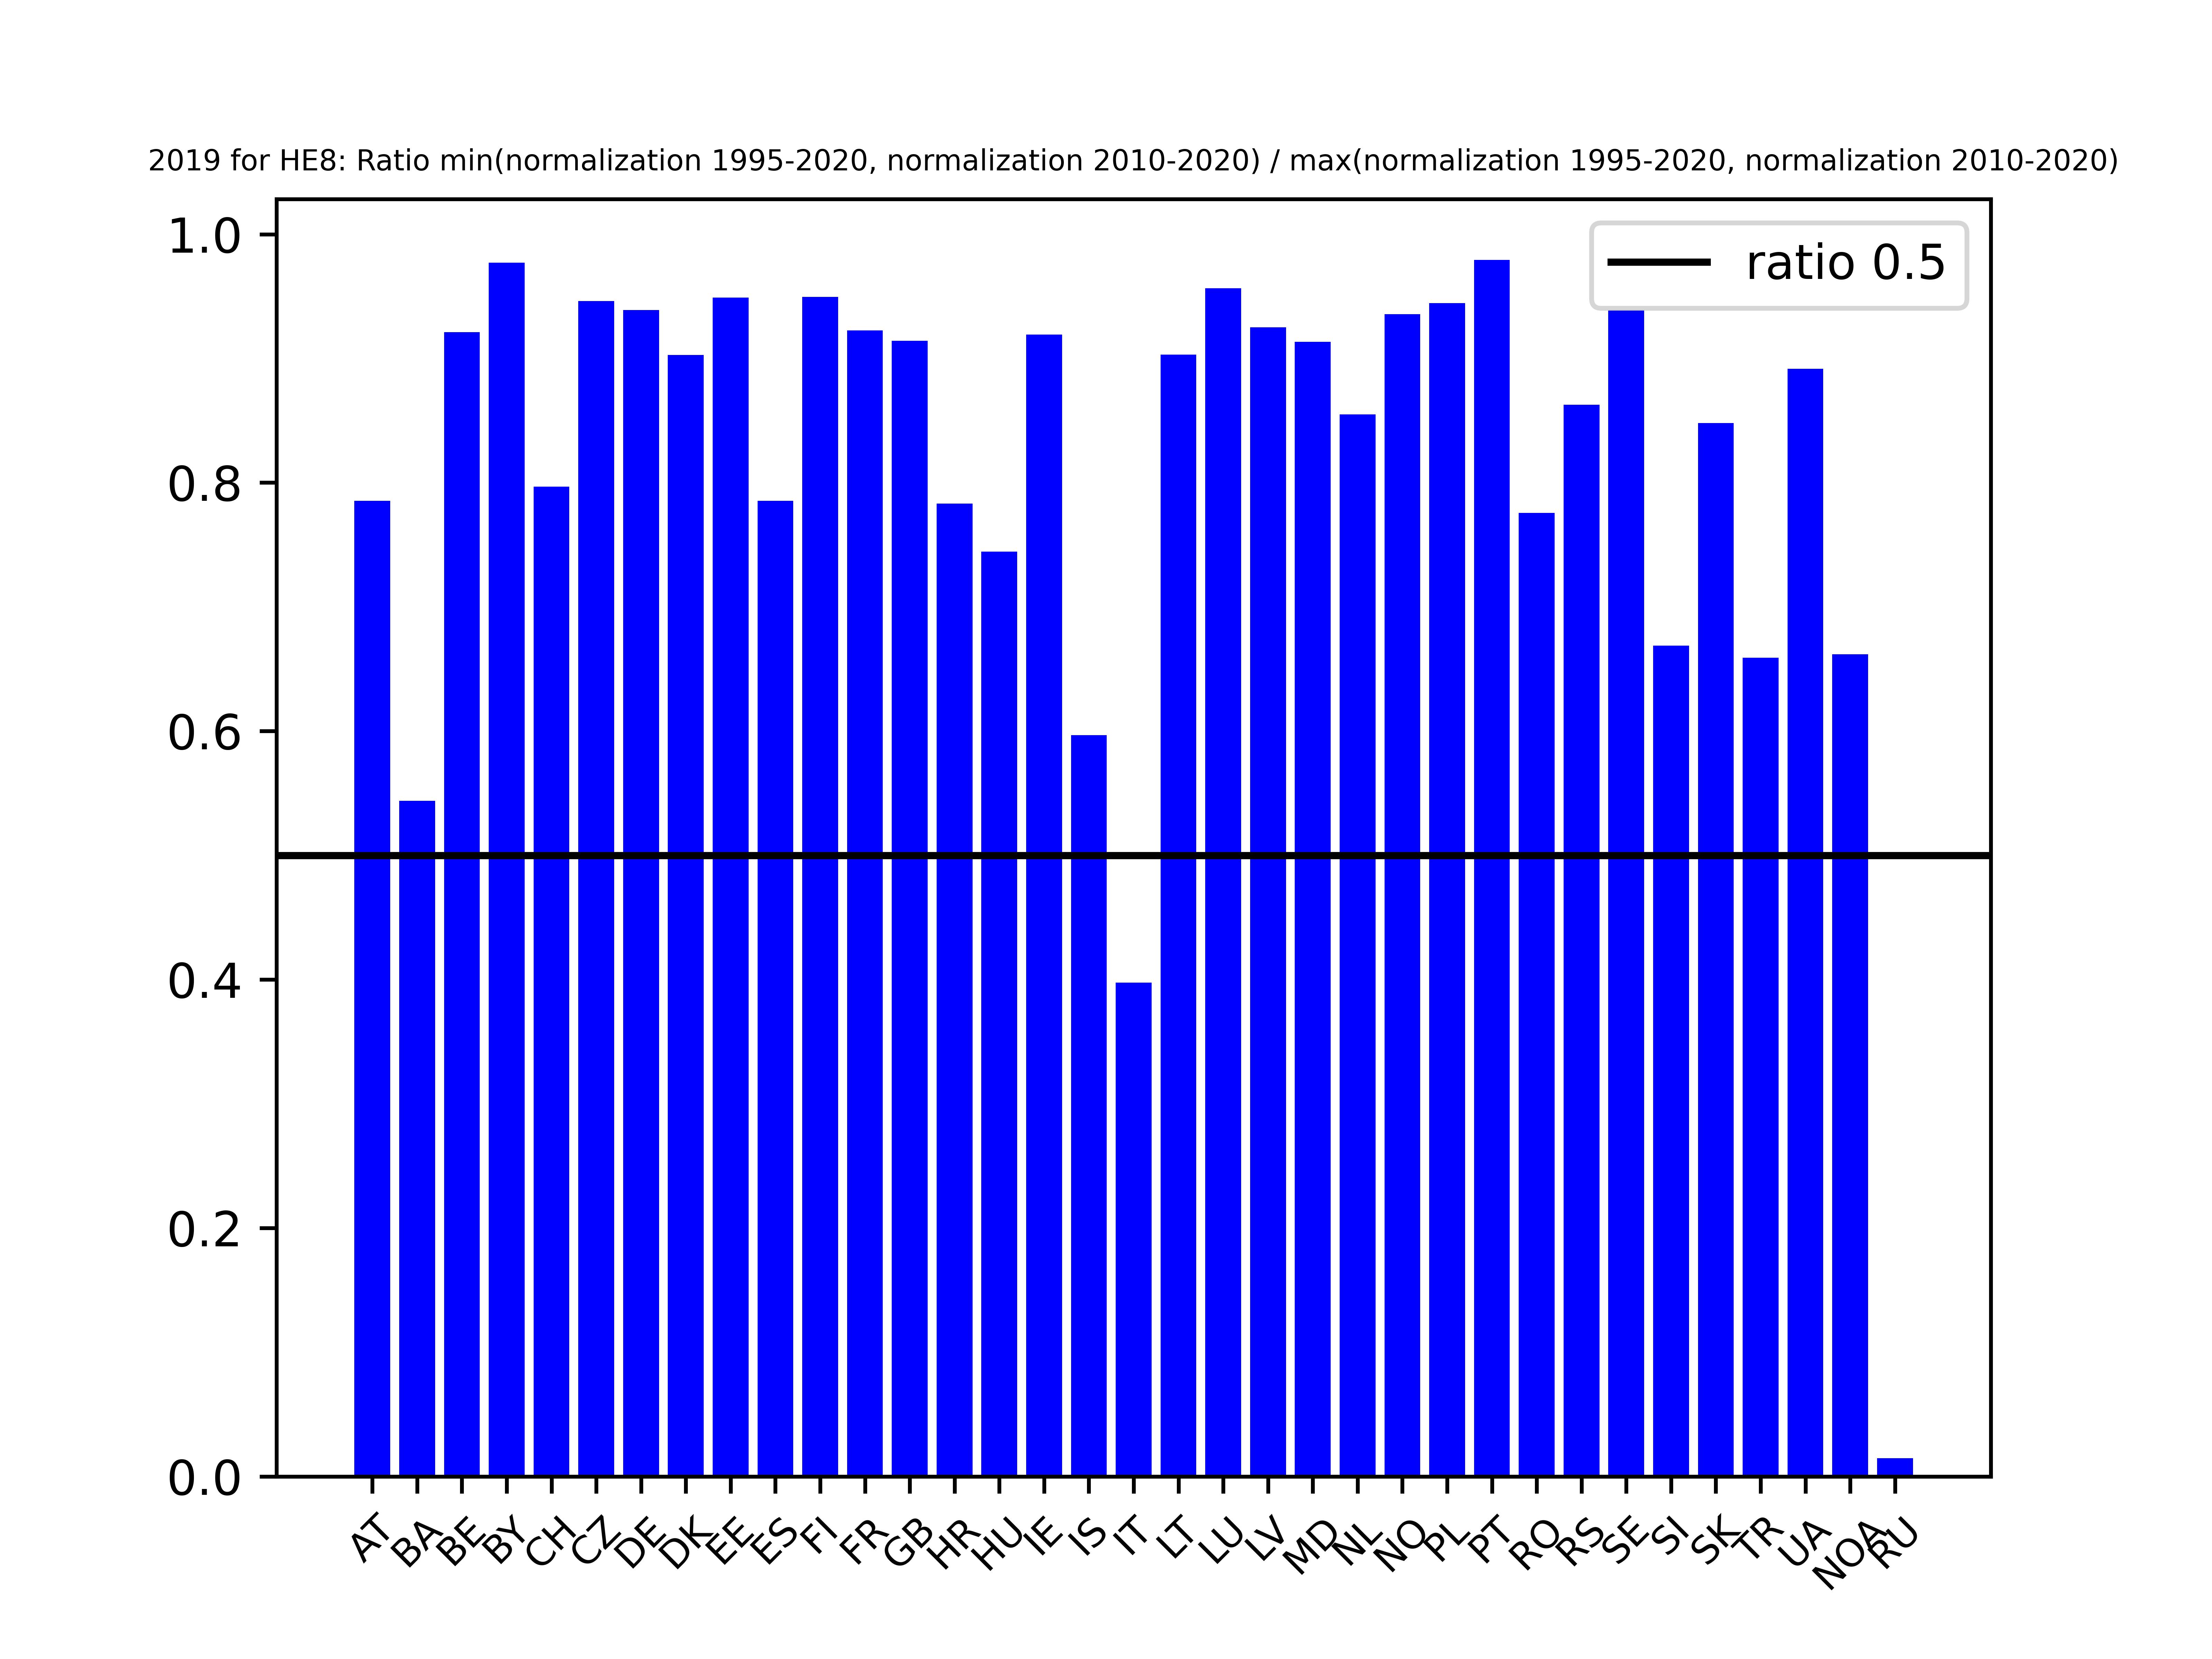 2019 for HE8: Ratio min(normalization 1995-2020, normalization 2010-2020) / max(normalization 1995-2020, normalization 2010-2020)
ratio 0.5
1.0
0.8
0.6
0.4
0.2
0.0
AT BA BE BY CH CZ DE DK EE ES FI FR GB HR HU IE IS IT LT LU LV MD NL NO PL PT RO RS SE SI SK TR UA NOA RU